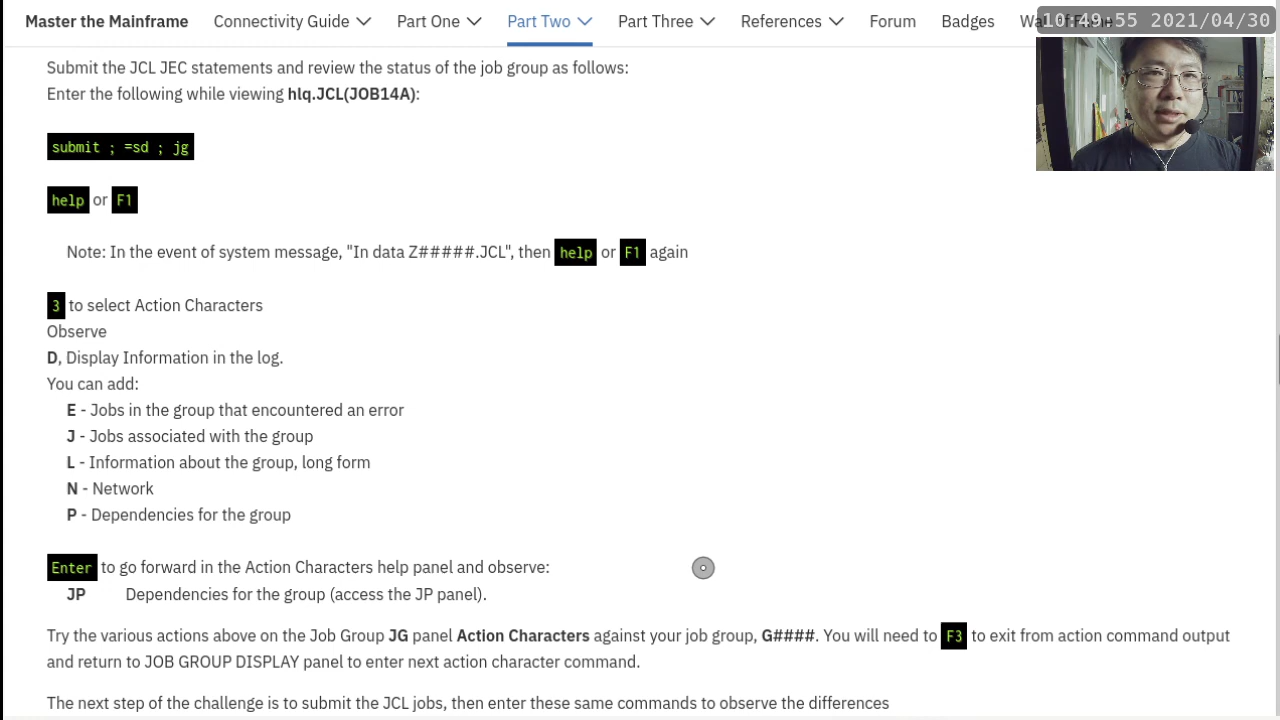 Master the Mainframe Connectivity Guide Part One Part Two Part Three References Forum Badges
10:49:55 2021/04/30
Submit the JCL JEC statements and review the status of the job group as follows:
Enter the following while viewing hlq.JCL(JOB14A):
submit ; =sd ; jg
help or F1
Note: In the event of system message, "In data Z#####.JCL", then help or F1 again
3 to select Action Characters
Observe
D, Display Information in the log.
You can add:
E - Jobs in the group that encountered an error
J - Jobs associated with the group
L - Information about the group, long form
N - Network
P - Dependencies for the group
Enter to go forward in the Action Characters help panel and observe:
JP Dependencies for the group (access the JP panel).
Try the various actions above on the Job Group JG panel Action Characters against your job group, G####. You will need to F3 to exit from action command output
and return to JOB GROUP DISPLAY panel to enter next action character command.
The next step of the challenge is to submit the JCL jobs, then enter these same commands to observe the differences